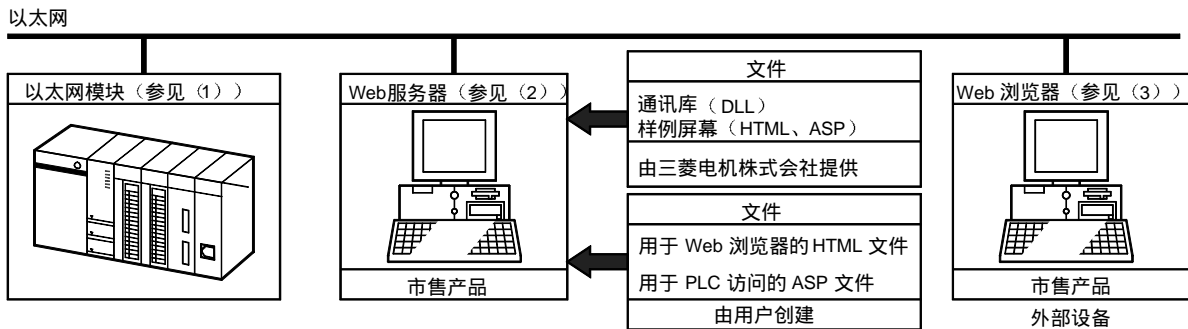 以太网
以太网模块（参见（1））
Web服务器（参见（2））
市售产品
文件
通讯库（DLL）
样例屏幕（HTML、ASP）
由三菱电机株式会社提供
文件
用于 Web 浏览器的HTML 文件
用于 PLC 访问的 ASP 文件
由用户创建
Web 浏览器（参见（3））
市售产品
外部设备